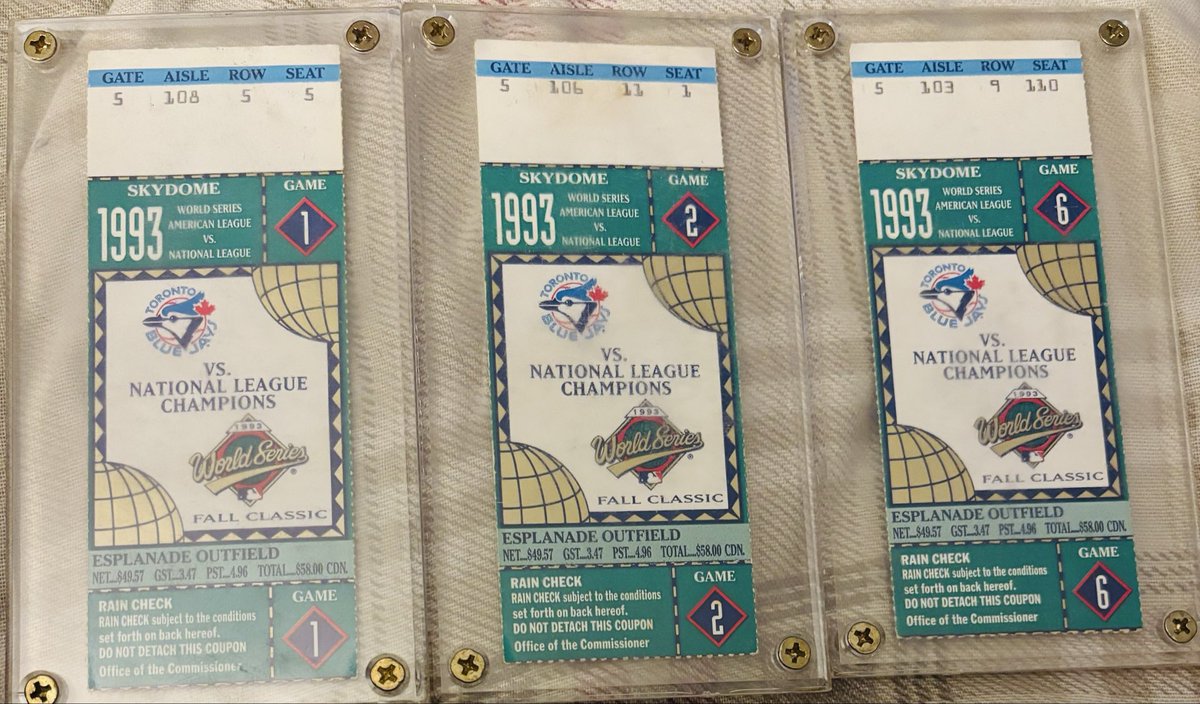 GATE AISLE ROW SEAT
5 108 5 5
SKYDOME
1993
WORLD SERIES
AMERICAN LEAGUE
VS.
NATIONAL LEAGUE
GAME
1
TORONTO
BLUE JAYS
VS.
NATIONAL LEAGUE
CHAMPIONS
1993
World Series
®
FALL CLASSIC
ESPLANADE OUTFIELD
NET...$49.57 GST...3.47 PST...4.96 TOTAL...$58.00 CDN.
RAIN CHECK
RAIN CHECK subject to the conditions
set forth on back hereof.
DO NOT DETACH THIS COUPON
Office of the Commissioner
GAME
1
GATE AISLE ROW SEAT
5 106 11 1
SKYDOME
1993
WORLD SERIES
AMERICAN LEAGUE
VS.
NATIONAL LEAGUE
GAME
2
TORONTO
BLUE JAYS
VS.
NATIONAL LEAGUE
CHAMPIONS
1993
World Series
®
FALL CLASSIC
ESPLANADE OUTFIELD
NET...$49.57 GST...3.47 PST...4.96 TOTAL...$58.00 CDN.
RAIN CHECK
RAIN CHECK subject to the conditions
set forth on back hereof.
DO NOT DETACH THIS COUPON
Office of the Commissioner
GAME
2
GATE AISLE ROW SEAT
5 103 9 110
SKYDOME
1993
WORLD SERIES
AMERICAN LEAGUE
VS.
NATIONAL LEAGUE
GAME
6
TORONTO
BLUE JAYS
VS.
NATIONAL LEAGUE
CHAMPIONS
1993
World Series
®
FALL CLASSIC
ESPLANADE OUTFIELD
NET...$49.57 GST...3.47 PST...4.96 TOTAL...$58.00 CDN.
RAIN CHECK
RAIN CHECK subject to the conditions
set forth on back hereof.
DO NOT DETACH THIS COUPON
Office of the Commissioner
GAME
6